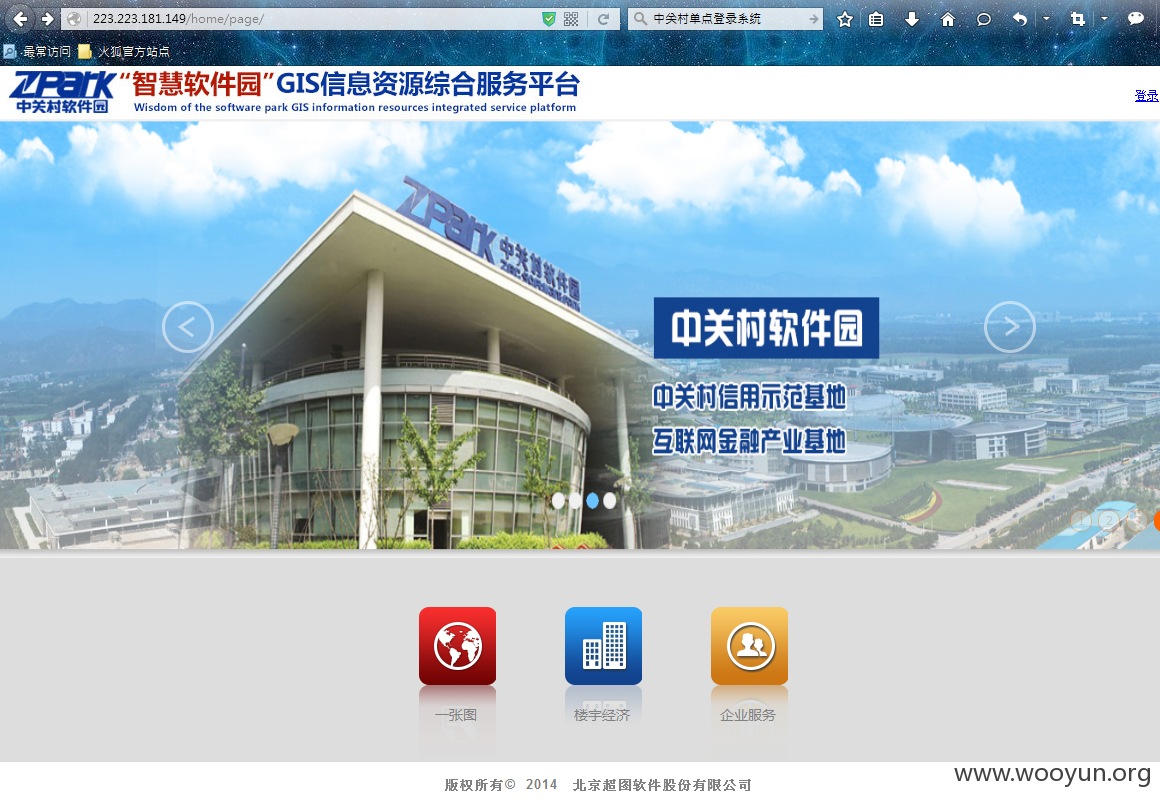 223.223.181.149/home/page/
中关村单点登录系统
最常访问 火狐官方站点
ZPark
中关村软件园
“智慧软件园”GIS信息资源综合服务平台
Wisdom of the software park GIS information resources integrated service platform
登录
ZPark 中关村软件园
中关村软件园
中关村信用示范基地
互联网金融产业基地
2
一张图 楼宇经济 企业服务
www.wooyun.org
版权所有© 2014 北京超图软件股份有限公司